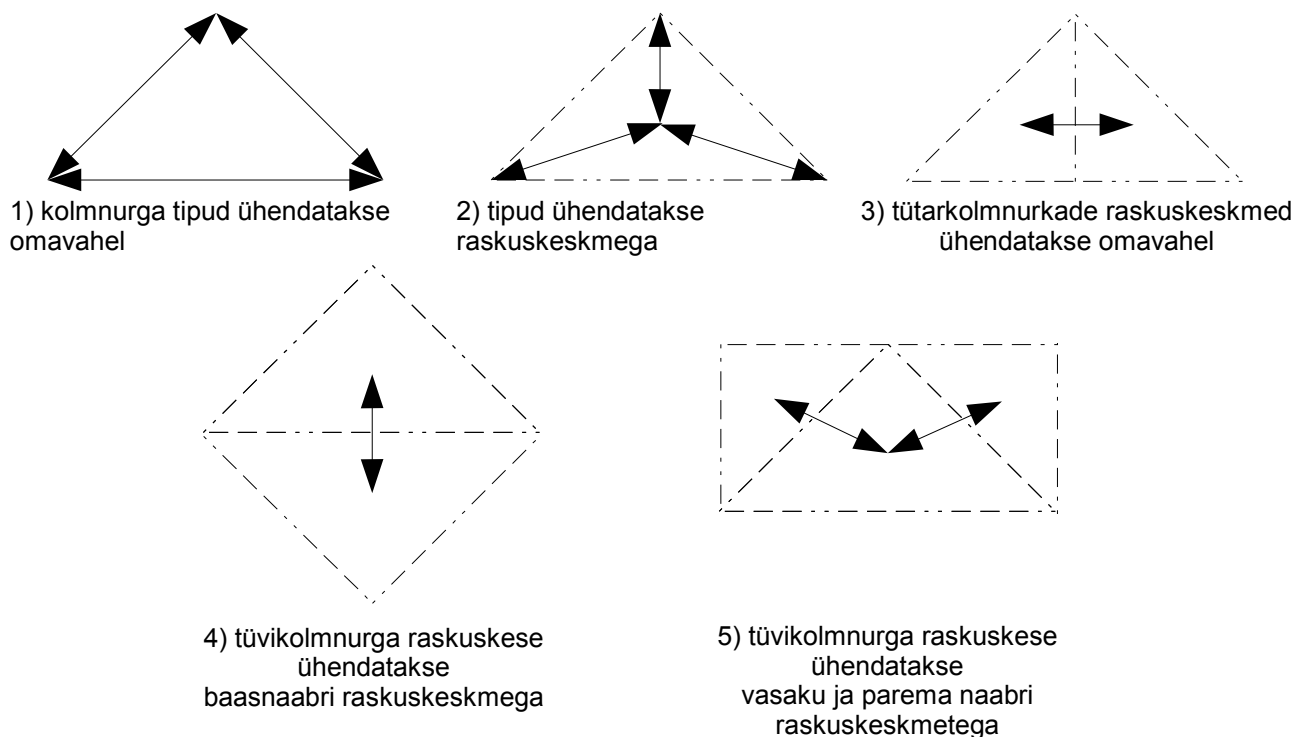 1) kolmnurga tipud ühendatakse
omavahel
2) tipud ühendatakse
raskuskeskmega
3) tütarkolmnurkade raskuskeskmed
ühendatakse omavahel
4) tüvikolmnurga raskuskese
ühendatakse
baasnaabri raskuskeskmega
5) tüvikolmnurga raskuskese
ühendatakse
vasaku ja parema naabri
raskuskeskmetega